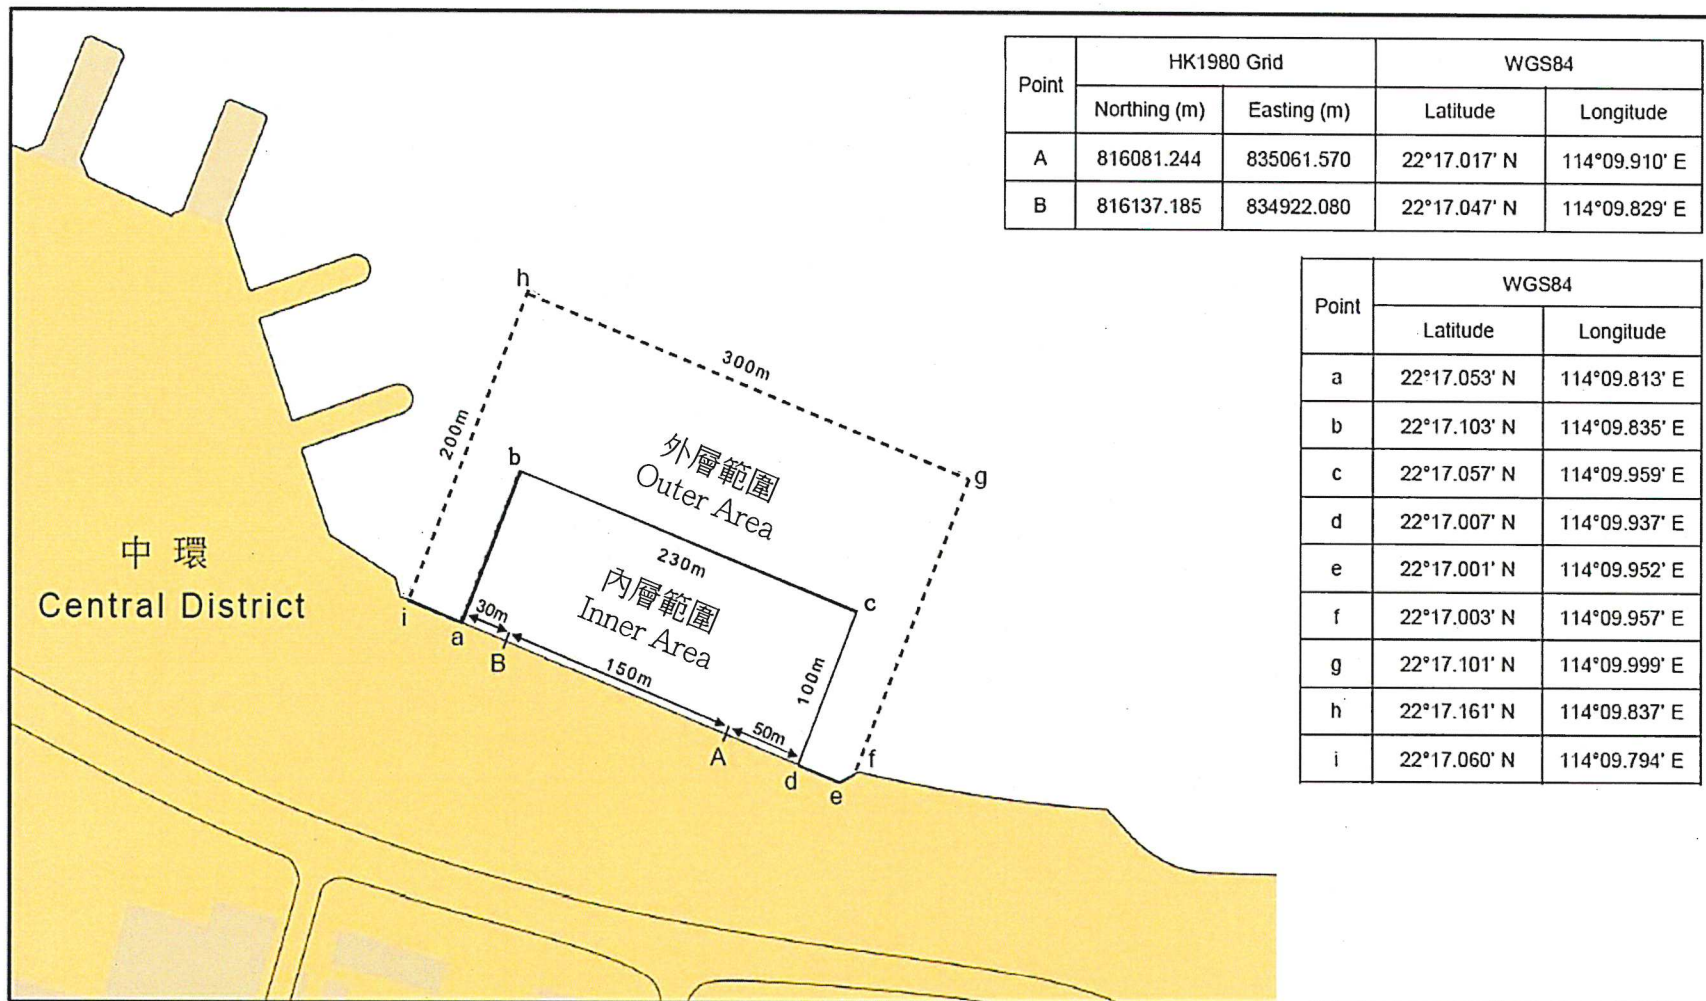 Point HK1980 Grid WGS84
Northing (m) Easting (m) Latitude Longitude
A 816081.244 835061.570 22°17.017' N 114°09.910' E
B 816137.185 834922.080 22°17.047' N 114°09.829' E
Point WGS84
Latitude Longitude
a 22°17.053' N 114°09.813' E
b 22°17.103' N 114°09.835' E
c 22°17.057' N 114°09.959' E
d 22°17.007' N 114°09.937' E
e 22°17.001' N 114°09.952' E
f 22°17.003' N 114°09.957' E
g 22°17.101' N 114°09.999' E
h 22°17.161' N 114°09.837' E
i 22°17.060' N 114°09.794' E
h
300m
200m
g
外層範圍
Outer Area
b
230m
內層範圍
Inner Area
c
中環
Central District
i
a
30m
B
150m
100m
A
50m
d
e
f